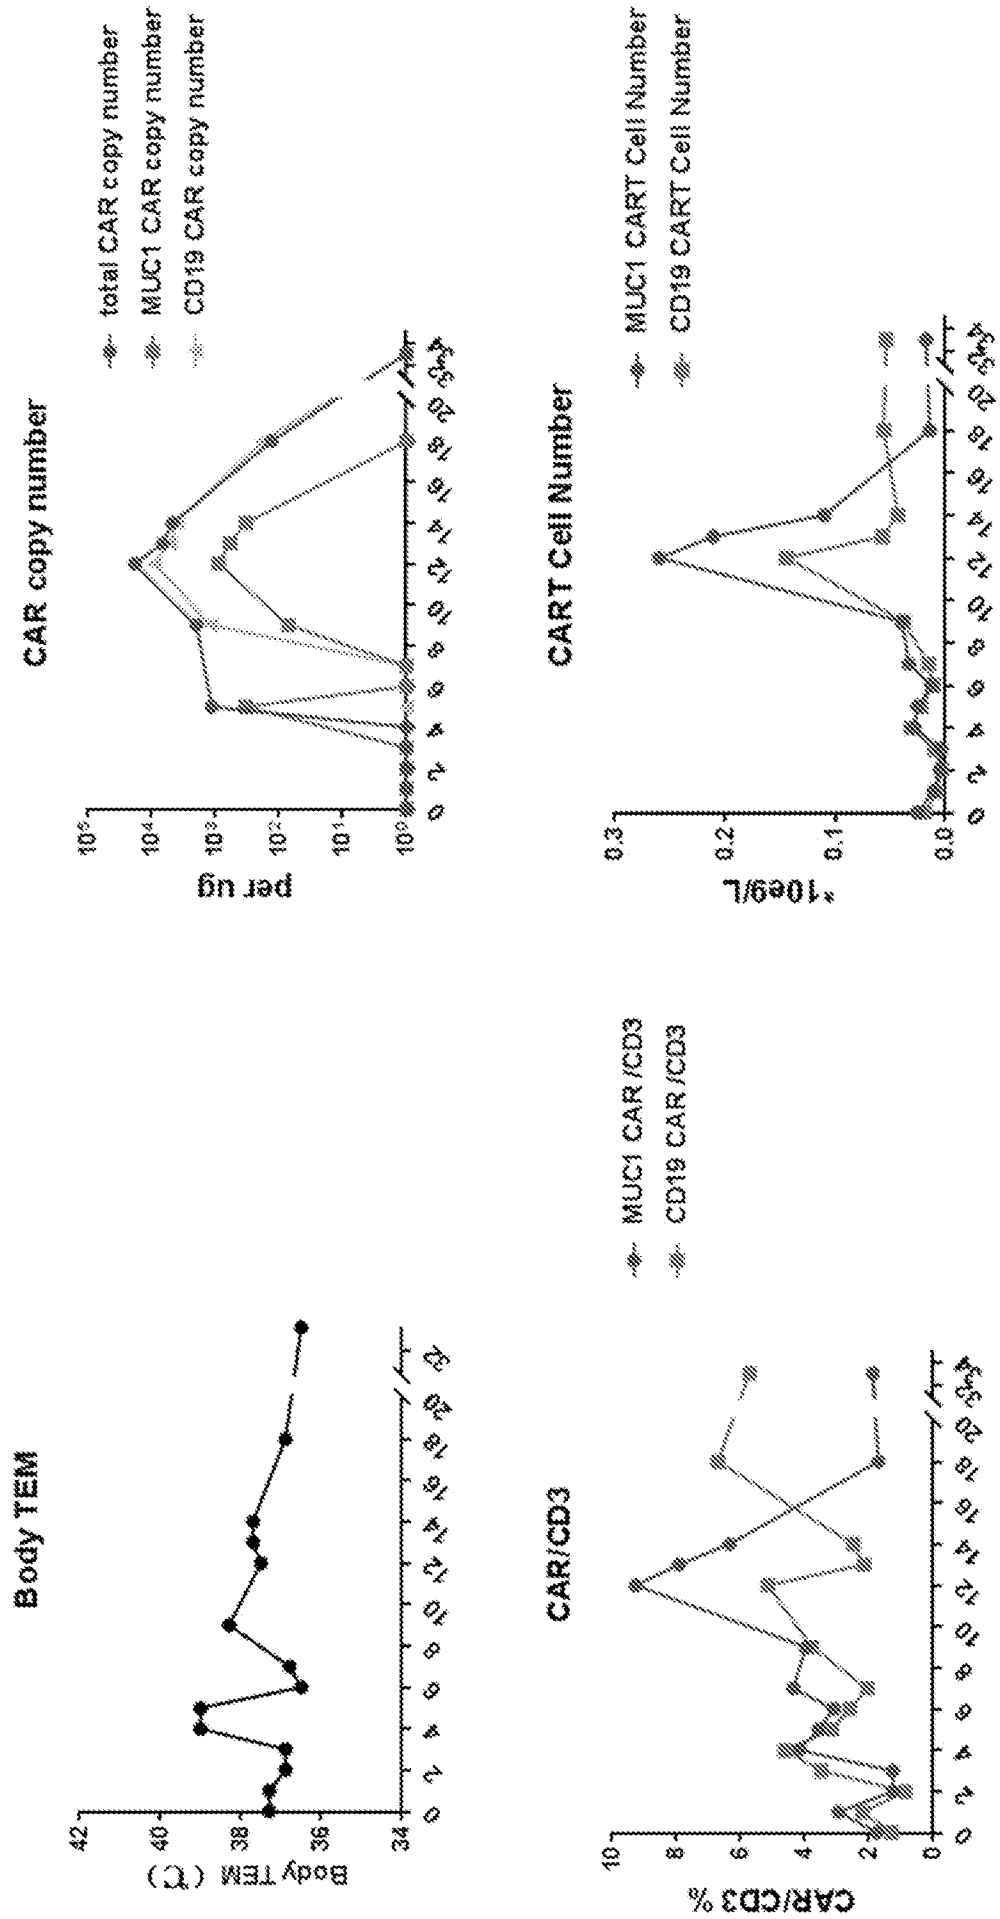 Body TEM
Body TEM (℃)
42
40
38
36
34
0 2 4 6 8 10 12 14 16 18 20 32
CAR copy number
total CAR copy number
MUC1 CAR copy number
CD19 CAR copy number
per ug
10⁵
10⁴
10³
10²
10¹
10⁰
0 2 4 6 8 10 12 14 16 18 20 34
CAR/CD3
MUC1 CAR /CD3
CD19 CAR /CD3
CAR/CD3 %
10
8
6
4
2
0
0 2 4 6 8 10 12 14 16 18 20 34
CART Cell Number
MUC1 CART Cell Number
CD19 CART Cell Number
*10e9/L
0.3
0.2
0.1
0.0
0 2 4 6 8 10 12 14 16 18 20 34